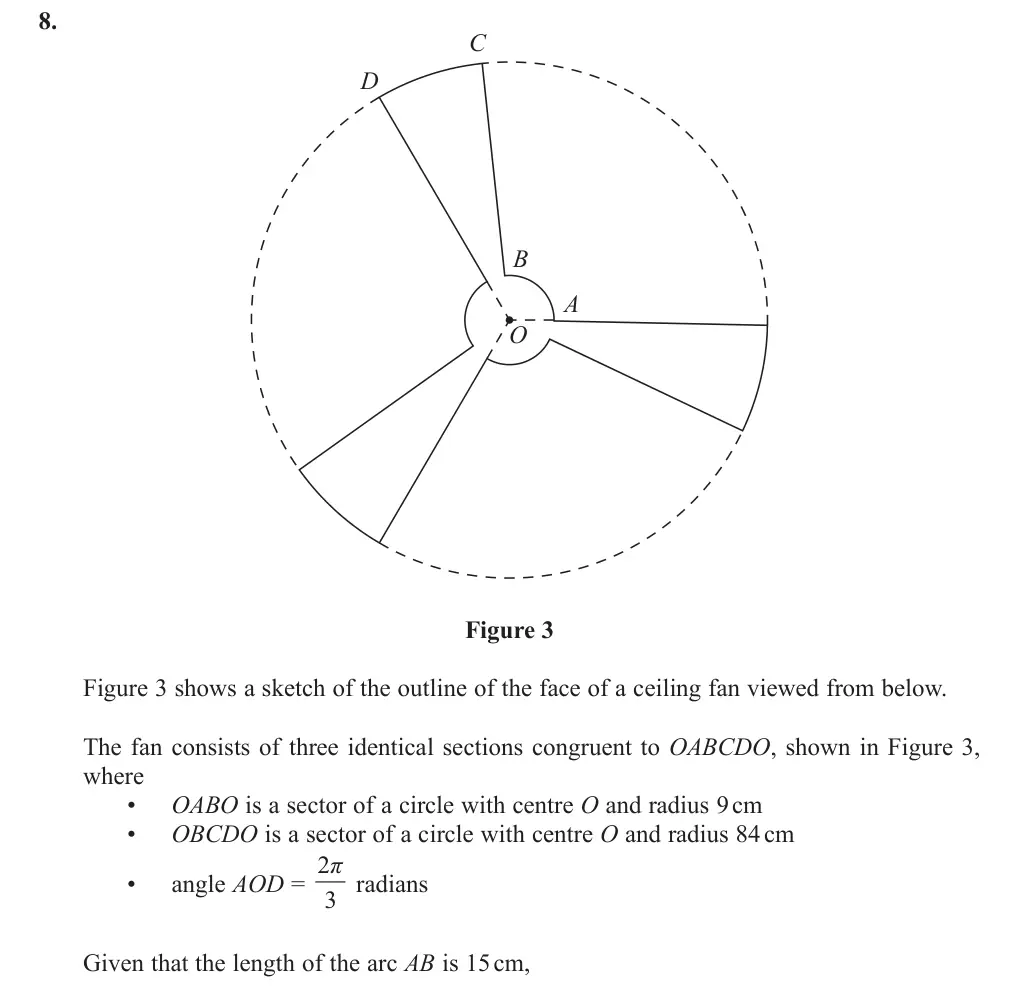 8.
C
D
B
A
O
Figure 3
Figure 3 shows a sketch of the outline of the face of a ceiling fan viewed from below.
The fan consists of three identical sections congruent to OABCDO, shown in Figure 3,
where
• OABO is a sector of a circle with centre O and radius 9 cm
• OBCDO is a sector of a circle with centre O and radius 84 cm
• angle AOD = 2π/3 radians
Given that the length of the arc AB is 15 cm,